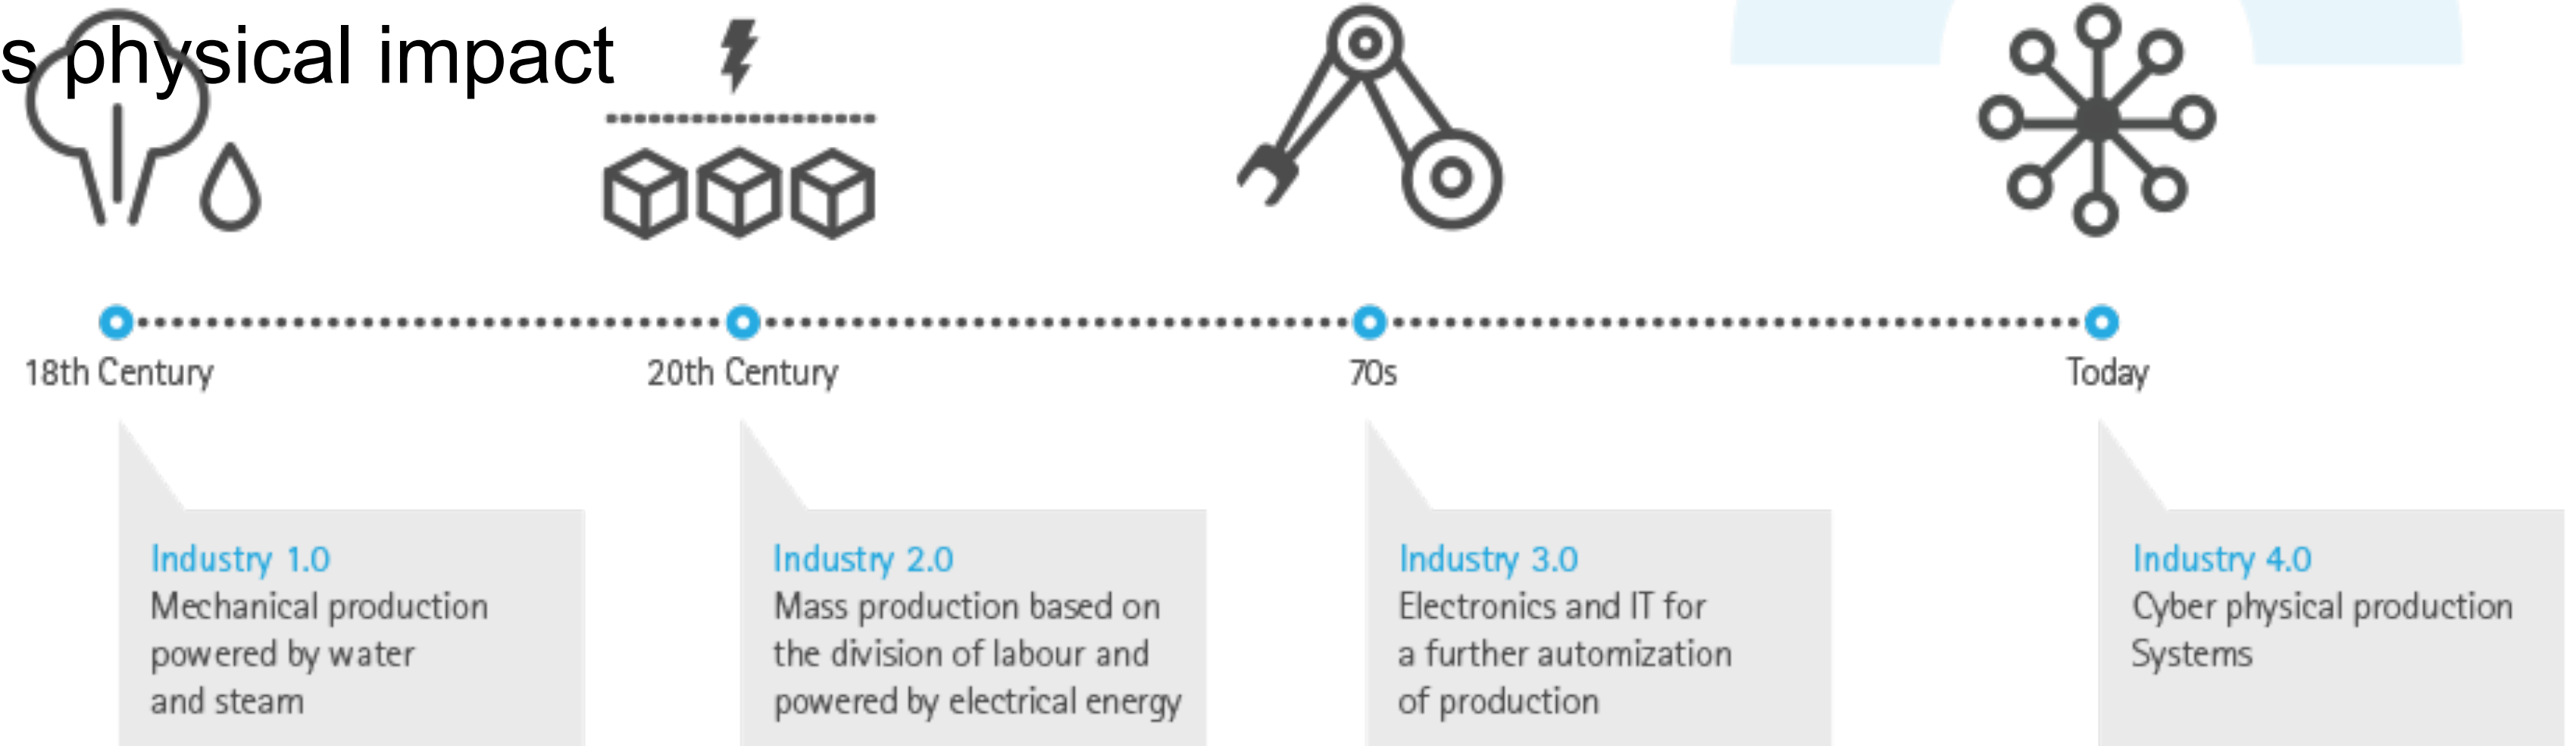 s physical impact
18th Century
20th Century
70s
Today
Industry 1.0
Mechanical production
powered by water
and steam
Industry 2.0
Mass production based on
the division of labour and
powered by electrical energy
Industry 3.0
Electronics and IT for
a further automization
of production
Industry 4.0
Cyber physical production
Systems